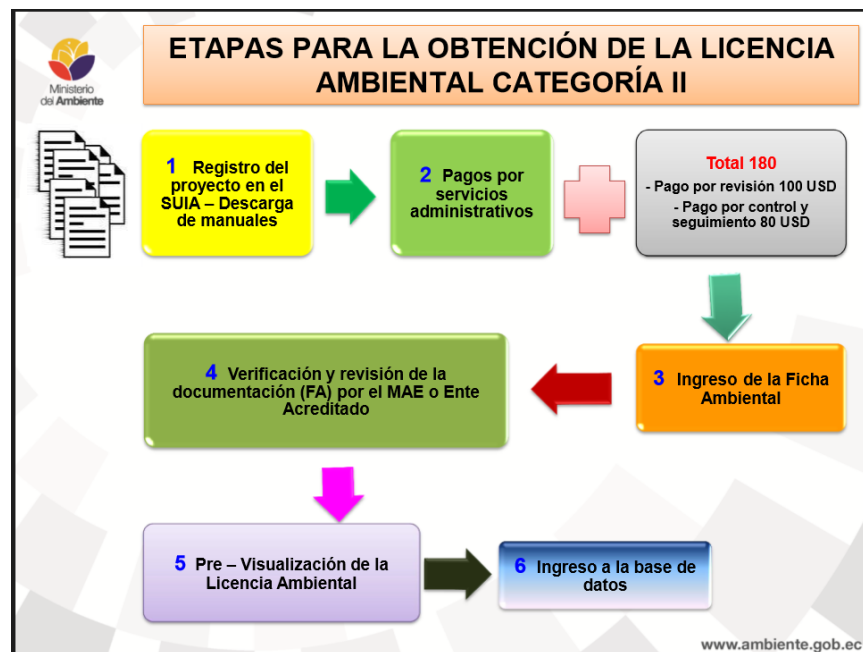 ETAPAS PARA LA OBTENCIÓN DE LA LICENCIA
AMBIENTAL CATEGORÍA II
Ministerio
del Ambiente
1 Registro del
proyecto en el
SUIA – Descarga
de manuales
2 Pagos por
servicios
administrativos
Total 180
- Pago por revisión 100 USD
- Pago por control y
seguimiento 80 USD
3 Ingreso de la Ficha
Ambiental
4 Verificación y revisión de la
documentación (FA) por el MAE o Ente
Acreditado
5 Pre – Visualización de la
Licencia Ambiental
6 Ingreso a la base de
datos
www.ambiente.gob.ec